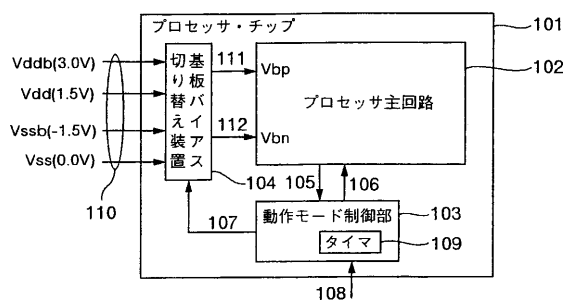 プロセッサ・チップ
101
Vddb(3.0V)
Vdd(1.5V)
Vssb(-1.5V)
Vss(0.0V)
110
基板バイアス
切り替え装置
104
111
112
Vbp
Vbn
プロセッサ主回路
102
105
106
107
動作モード制御部
103
タイマ
109
108